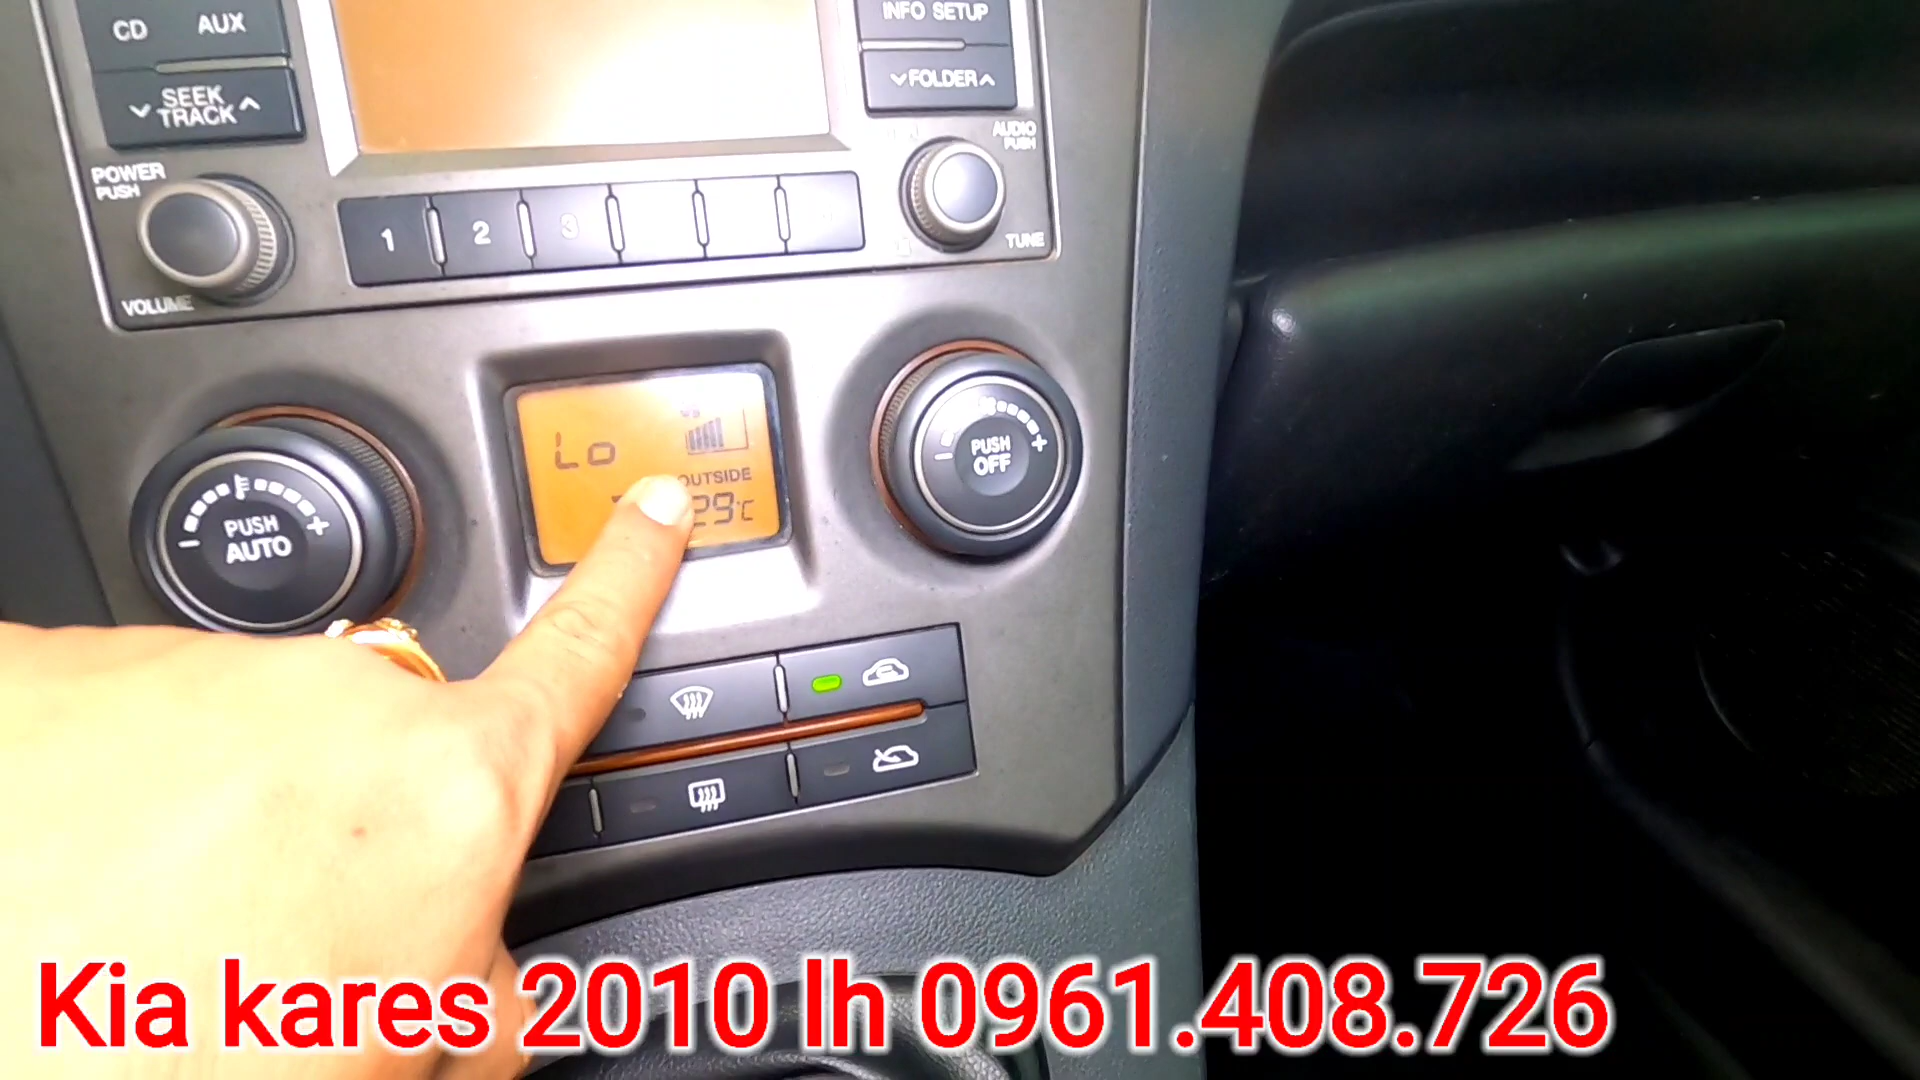 CD
AUX
SEEK
TRACK
POWER
PUSH
VOLUME
1
2
3
INFO SETUP
FOLDER
AUDIO
PUSH
TUNE
Lo
OUTSIDE
29°C
PUSH
AUTO
PUSH
OFF
Kia kares 2010 lh 0961.408.726